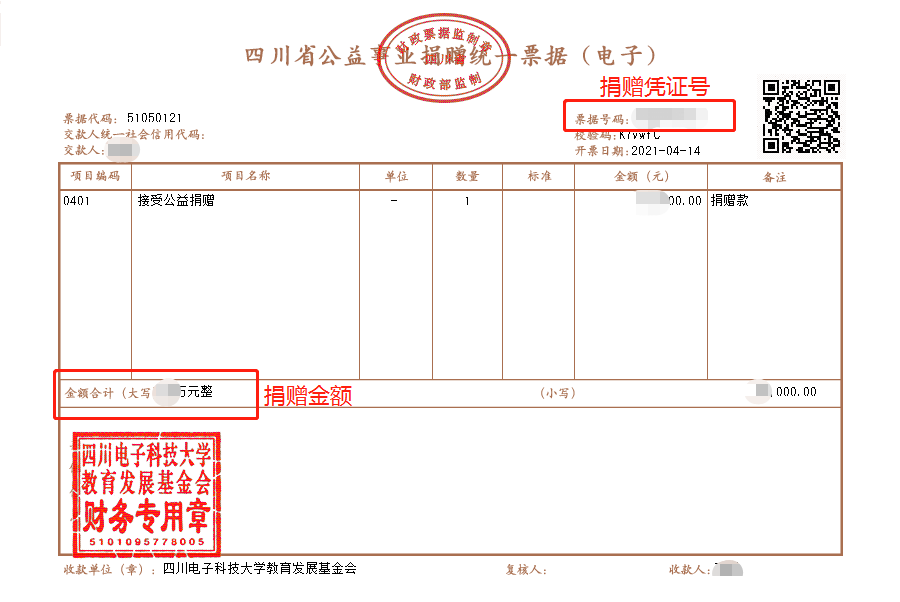 四川省公益事业捐赠统一票据（电子）
财政票据监制章
财政部监制
捐赠凭证号
票据代码： 51050121
票据号码：
交款人统一社会信用代码：
校验码：K7vwfC
交款人：
开票日期：2021-04-14
项目编码 项目名称 单位 数量 标准 金额（元） 备注
0401 接受公益捐赠 － 1 00.00 捐赠款
金额合计（大写 万元整 捐赠金额 （小写） ,000.00
四川电子科技大学
教育发展基金会
财务专用章
5101095778005
收款单位（章）：四川电子科技大学教育发展基金会 复核人： 收款人：